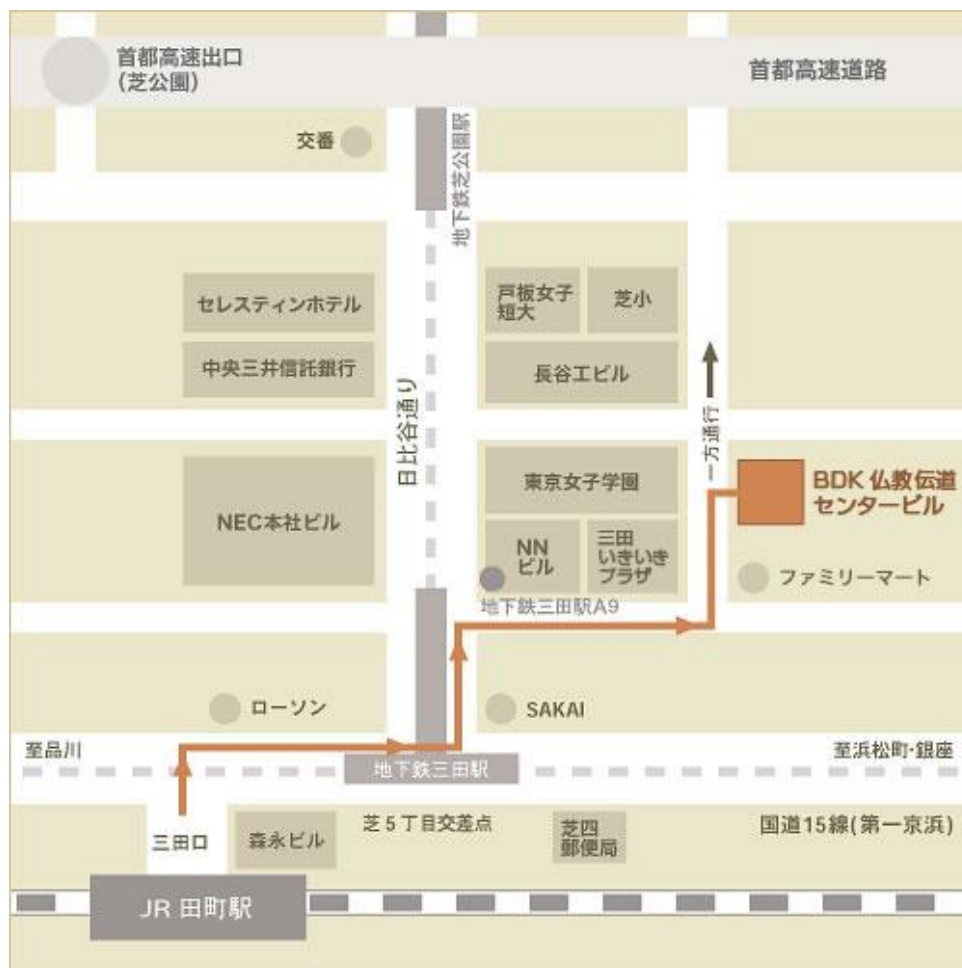 首都高速出口
(芝公園)
首都高速道路
交番
地下鉄芝公園駅
セレスティンホテル
中央三井信託銀行
戸板女子
短大
芝小
長谷工ビル
日比谷通り
一方通行
NEC本社ビル
東京女子学園
NN
ビル
三田
いきいき
プラザ
BDK 仏教伝道
センタービル
ファミリーマート
地下鉄三田駅A9
ローソン
SAKAI
至品川
至浜松町・銀座
地下鉄三田駅
三田口
森永ビル
芝5丁目交差点
芝四
郵便局
国道15線(第一京浜)
JR 田町駅